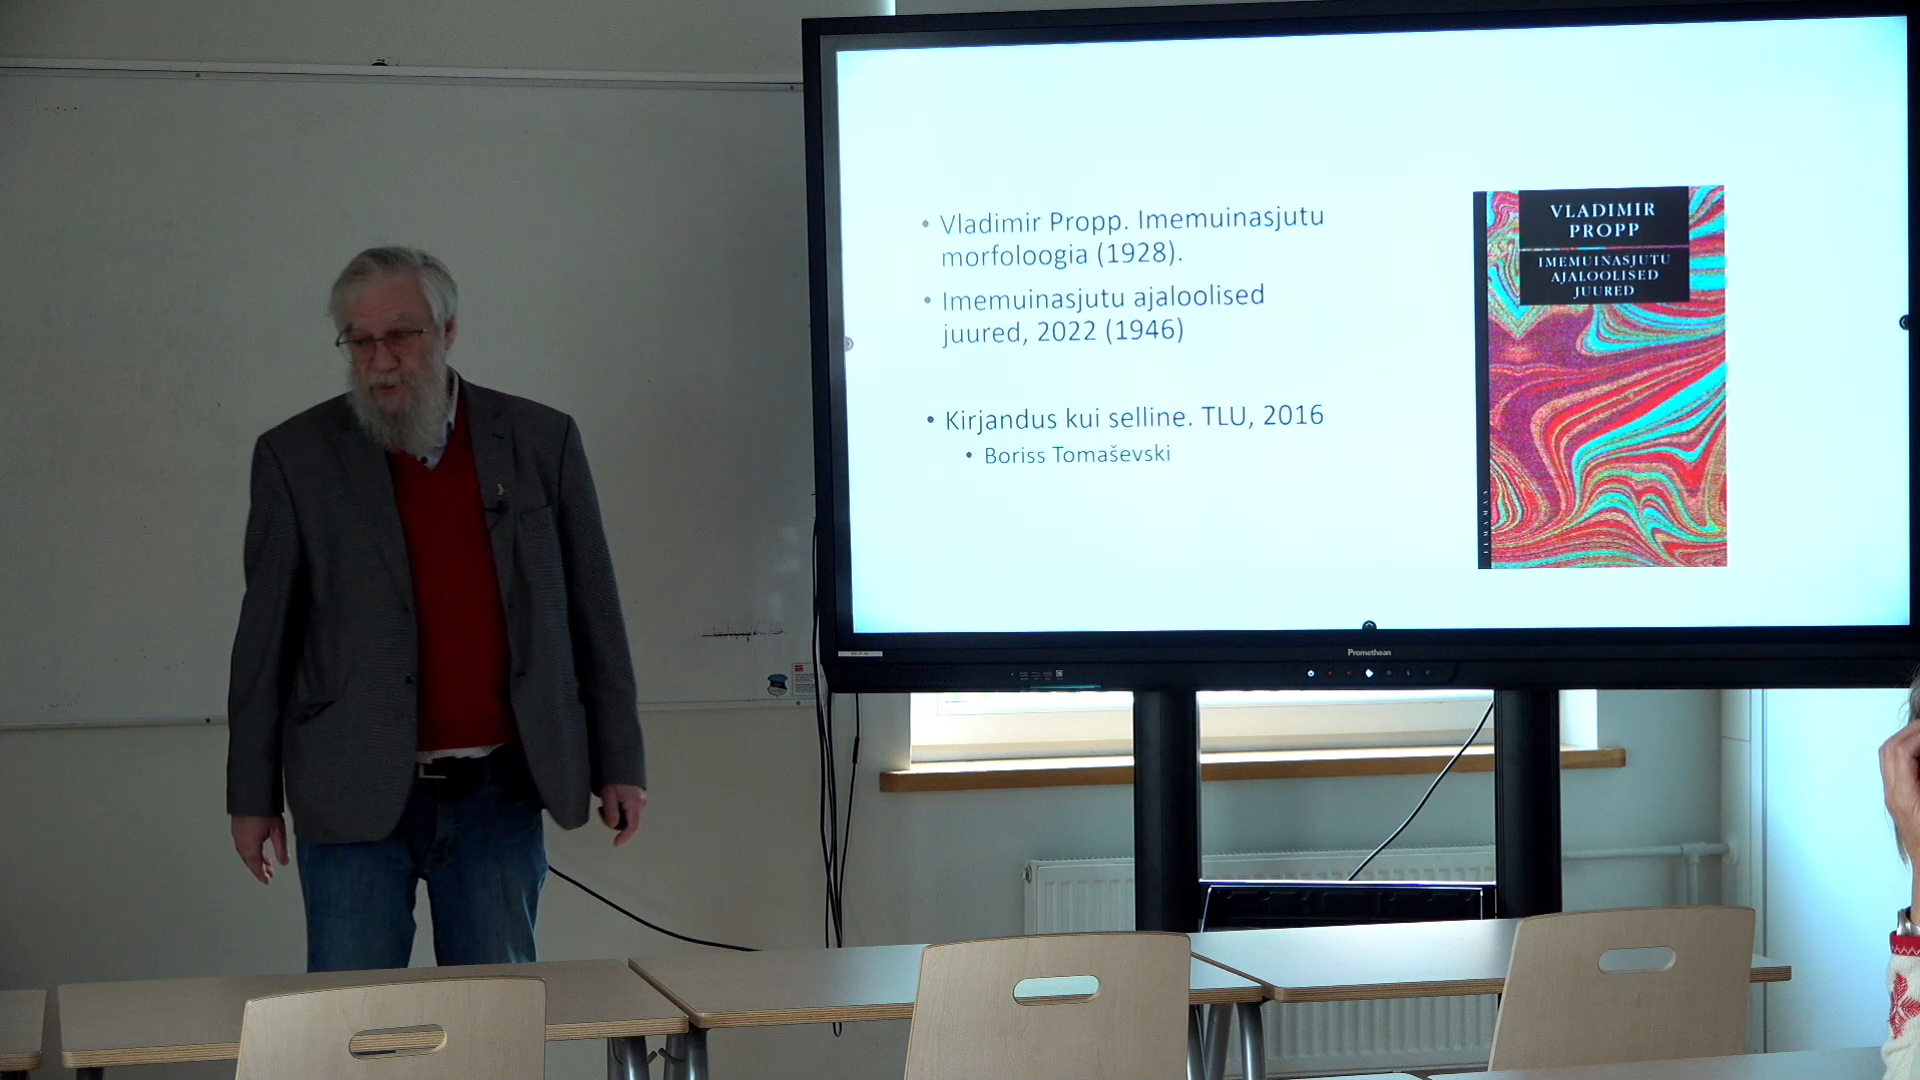 • Vladimir Propp. Imemuinasjutu
morfoloogia (1928).
• Imemuinasjutu ajaloolised
juured, 2022 (1946)
• Kirjandus kui selline. TLU, 2016
• Boriss Tomaševski
VLADIMIR
PROPP
IMEMUINASJUTU
AJALOOLISED
JUURED
Promethean